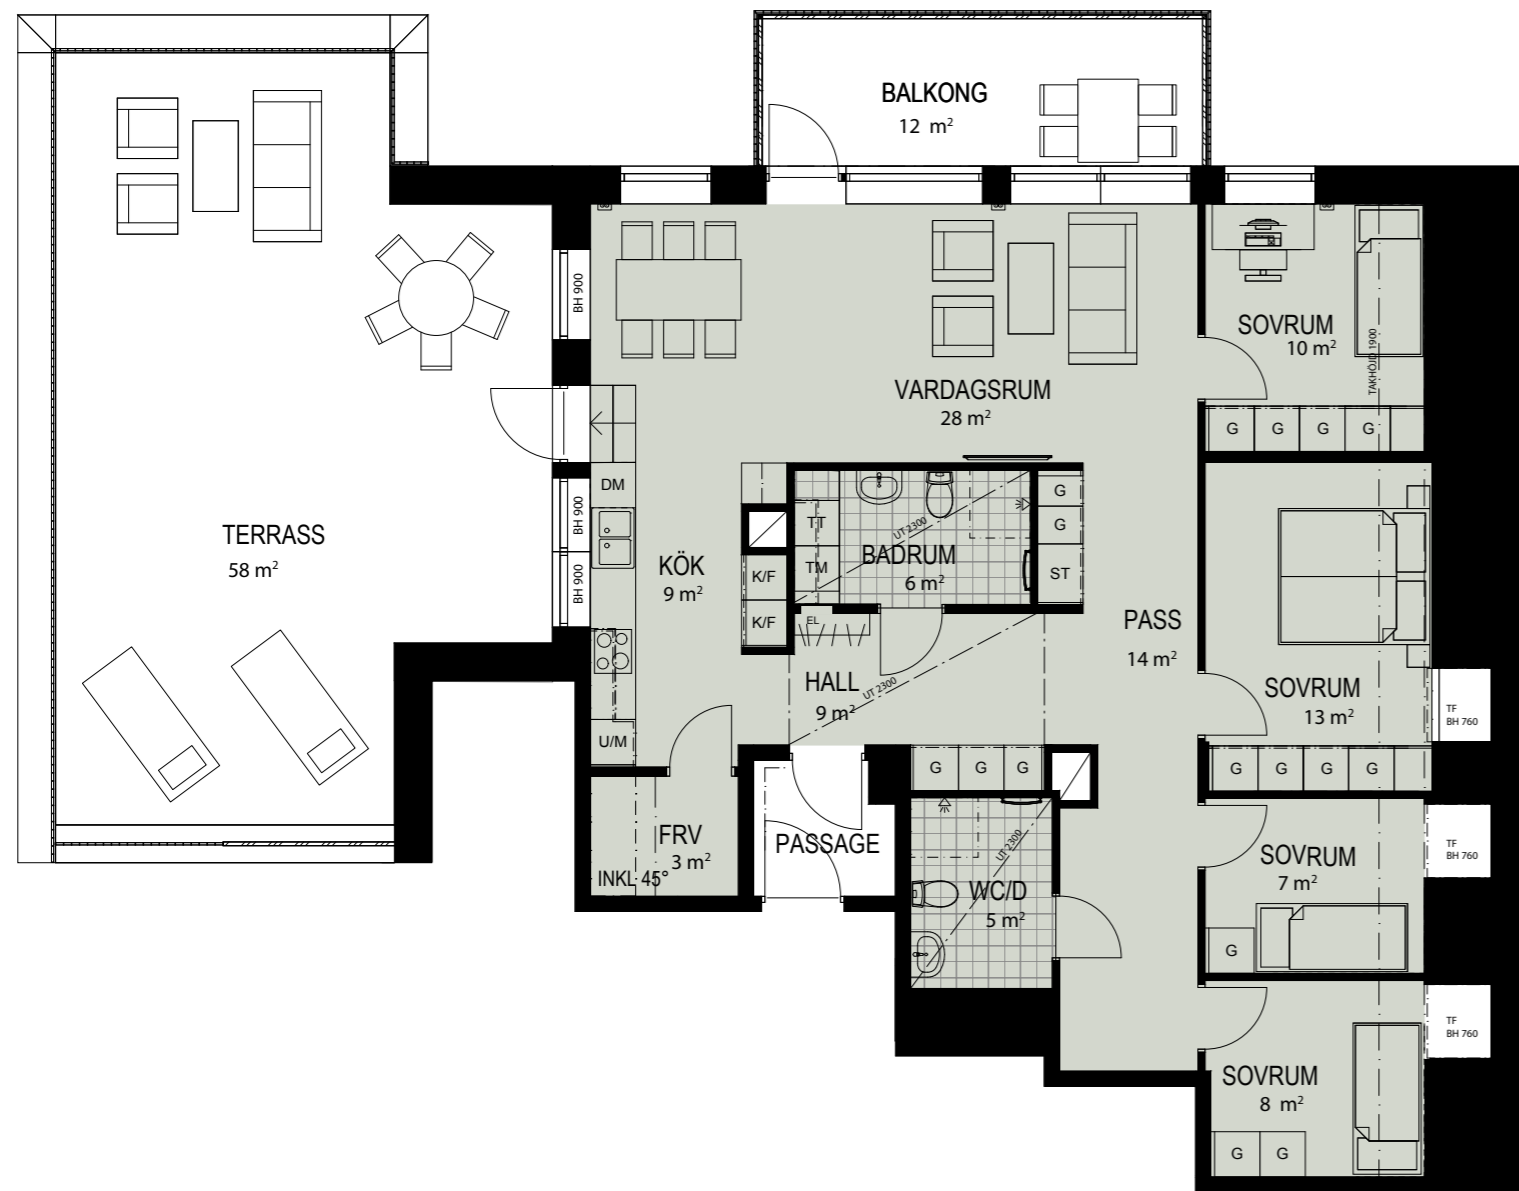 BALKONG
12 m²
BH 900
SOVRUM
10 m²
TAKHÖJD 1900
VARDAGSRUM
28 m²
G G G G
DM
TERRASS
58 m²
BH 900
BH 900
KÖK
9 m²
K/F
K/F
TT
TM
UT 2300
BADRUM
6 m²
G
G
ST
EL
PASS
14 m²
HALL
9 m²
UT 2300
SOVRUM
13 m²
TF
BH 760
U/M
G G G
G G G G
FRV
3 m²
INKL 45°
PASSAGE
UT 2300
WC/D
5 m²
SOVRUM
7 m²
TF
BH 760
G
SOVRUM
8 m²
TF
BH 760
G G